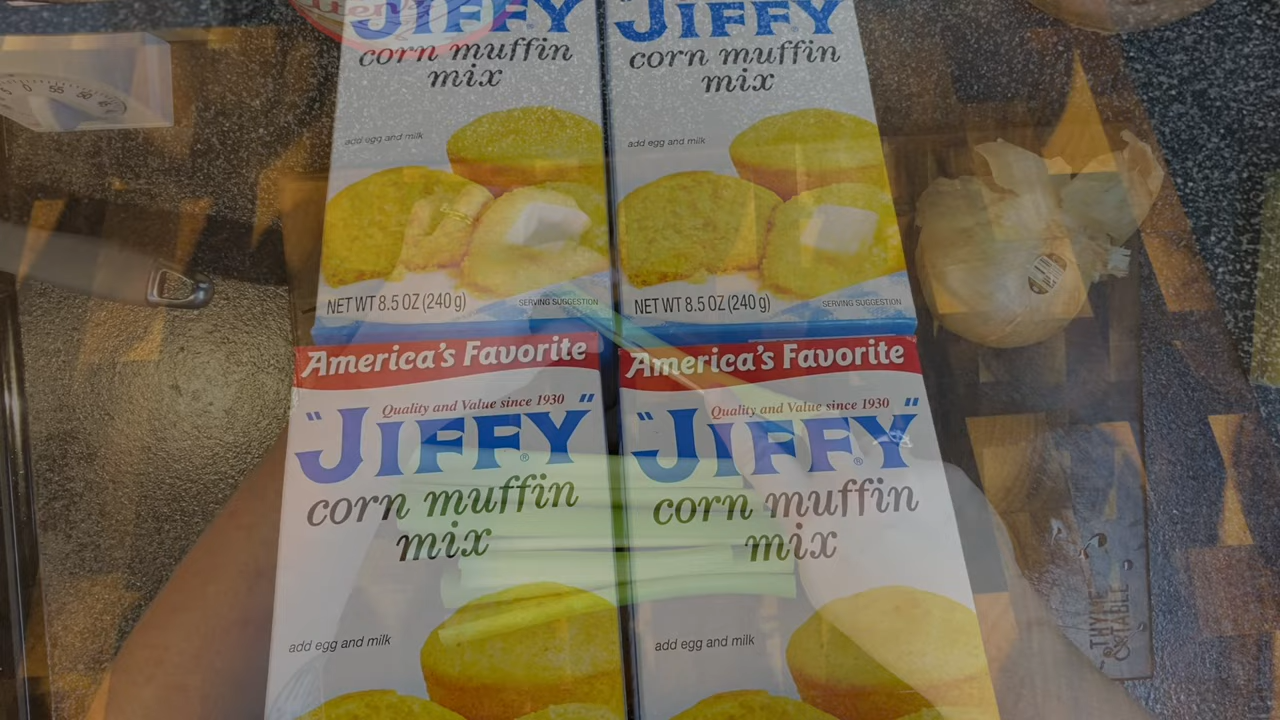 "JIFFY"
corn muffin
mix
add egg and milk
NET WT 8.5 OZ (240 g)
SERVING SUGGESTION
JIFFY
corn muffin
mix
add egg and milk
NET WT 8.5 OZ (240 g)
SERVING SUGGESTION
America's Favorite
Quality and Value since 1930
"JIFFY"®
corn muffin
mix
add egg and milk
America's Favorite
Quality and Value since 1930
"JIFFY"®
corn muffin
mix
add egg and milk
THYME
& TABLE